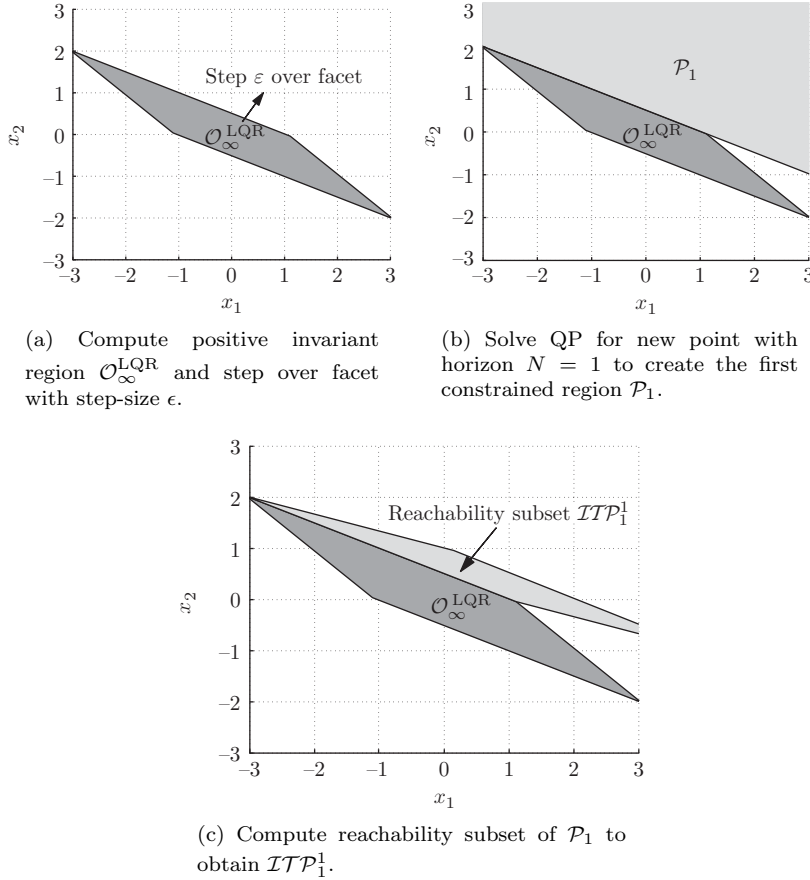 3
2
1
0
−1
−2
−3
x₂
Step ε over facet
𝒪∞^LQR
−3 −2 −1 0 1 2 3
x₁
(a) Compute positive invariant
region 𝒪∞^LQR and step over facet
with step-size ϵ.
3
2
1
0
−1
−2
−3
x₂
𝒫₁
𝒪∞^LQR
−3 −2 −1 0 1 2 3
x₁
(b) Solve QP for new point with
horizon N = 1 to create the first
constrained region 𝒫₁.
3
2
1
0
−1
−2
−3
x₂
Reachability subset ℐ𝒯𝒫₁¹
𝒪∞^LQR
−3 −2 −1 0 1 2 3
x₁
(c) Compute reachability subset of 𝒫₁ to
obtain ℐ𝒯𝒫₁¹.